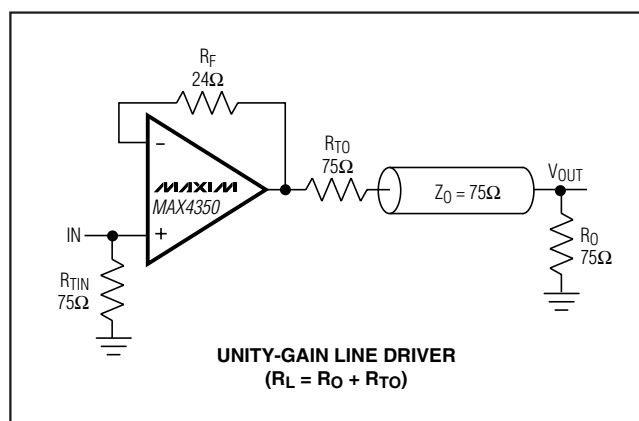 RF
24Ω
-
MAXIM
MAX4350
+
IN
RTIN
75Ω
RTO
75Ω
ZO = 75Ω
VOUT
RO
75Ω
UNITY-GAIN LINE DRIVER
(RL = RO + RTO)